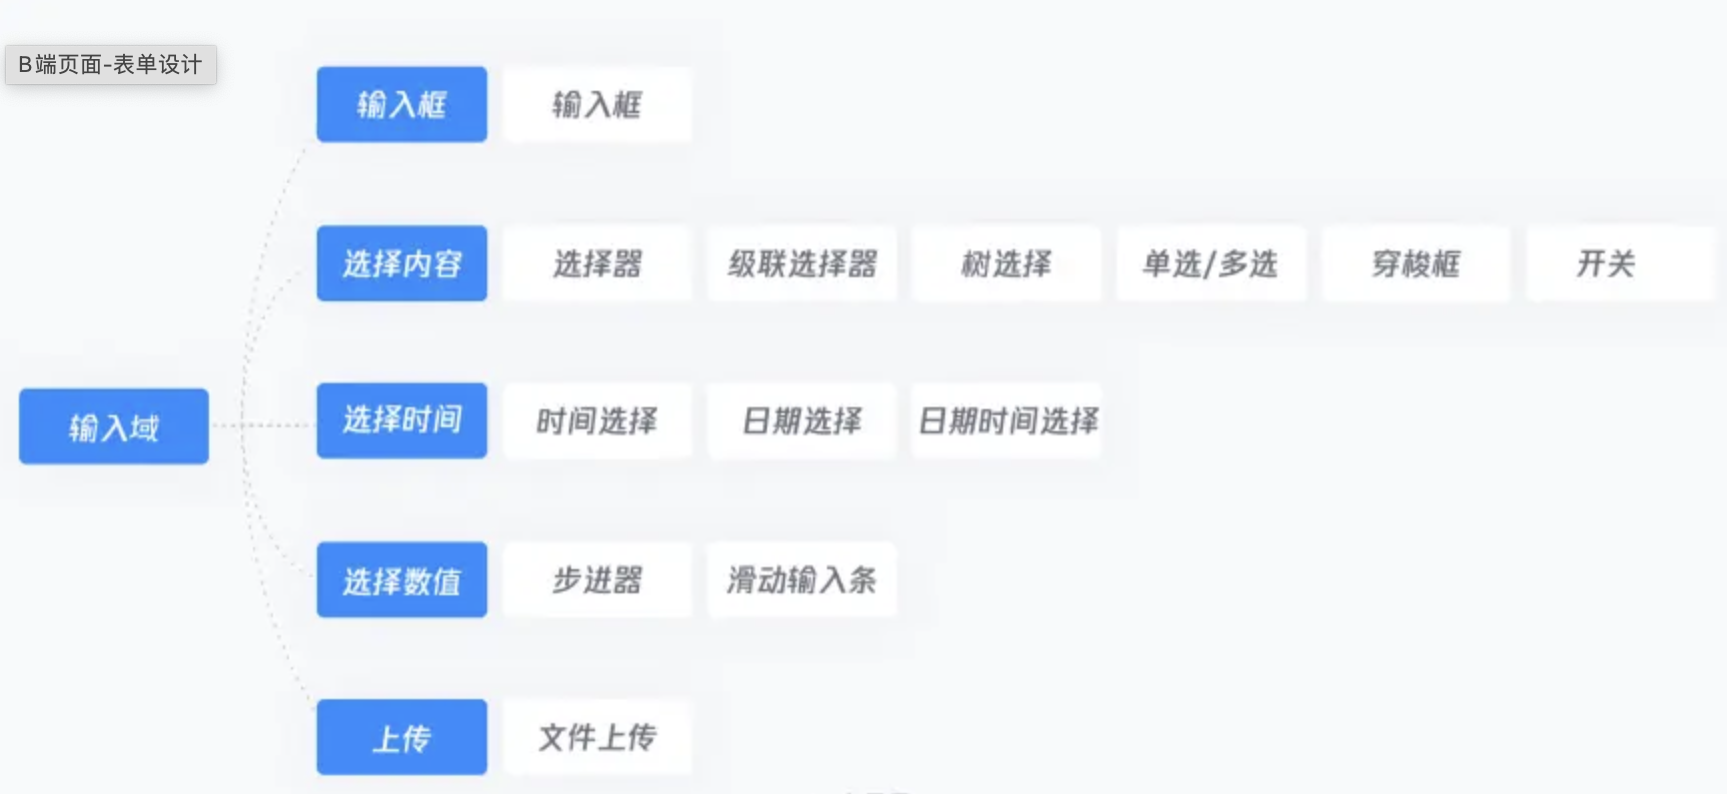 B端页面-表单设计
输入框 输入框
选择内容 选择器 级联选择器 树选择 单选/多选 穿梭框 开关
输入域
选择时间 时间选择 日期选择 日期时间选择
选择数值 步进器 滑动输入条
上传 文件上传